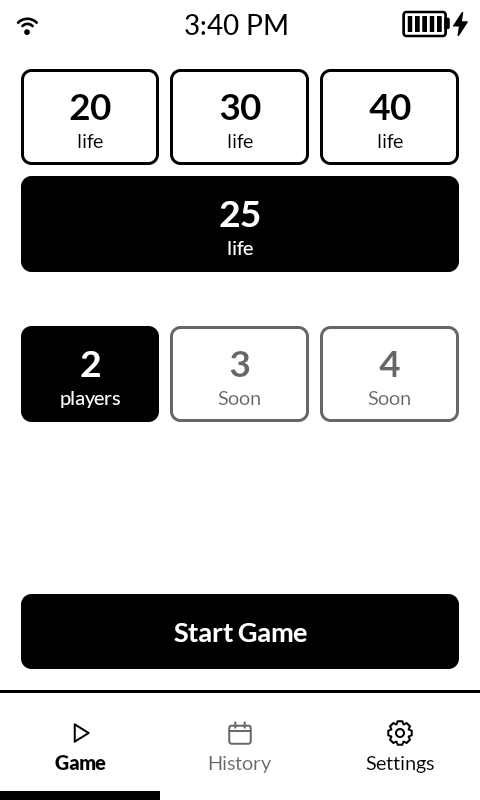 3:40 PM
20 30 40
life life life
25
life
2 3 4
players Soon Soon
Start Game
Game History Settings